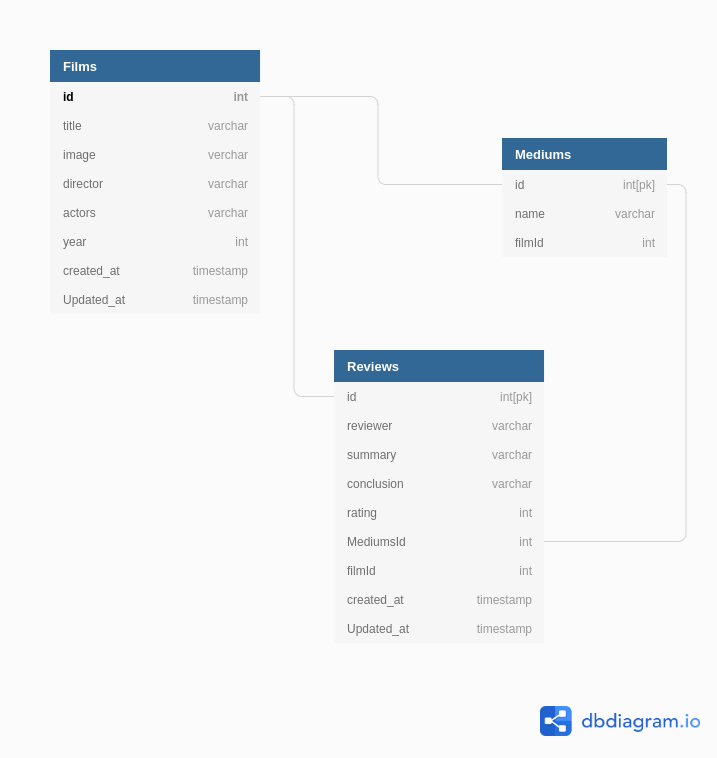 Films
id int
title varchar
image verchar
director varchar
actors varchar
year int
created_at timestamp
Updated_at timestamp
Mediums
id int[pk]
name varchar
filmId int
Reviews
id int[pk]
reviewer varchar
summary varchar
conclusion varchar
rating int
MediumsId int
filmId int
created_at timestamp
Updated_at timestamp
dbdiagram.io